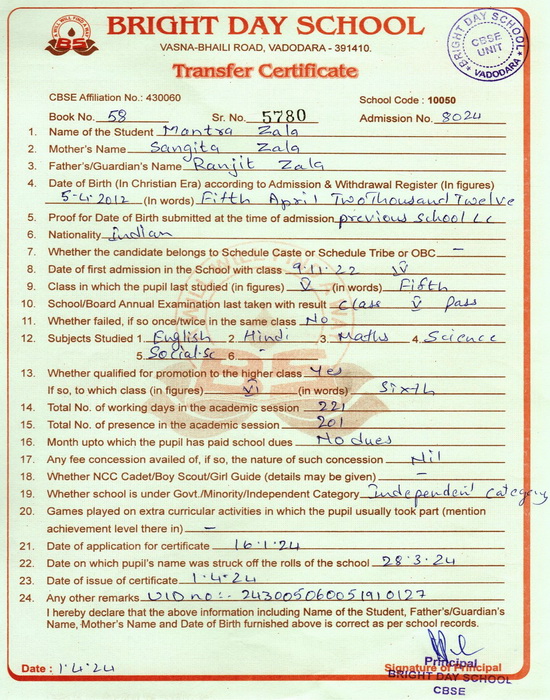 BRIGHT DAY SCHOOL
VASNA-BHAILI ROAD, VADODARA - 391410.
Transfer Certificate
BRIGHT DAY SCHOOL
CBSE
UNIT
VADODARA
CBSE Affiliation No.: 430060
School Code : 10050
Book No. 58 Sr. No. 5780 Admission No. 8024
1. Name of the Student Mantra Zala
2. Mother's Name Sangita Zala
3. Father's/Guardian's Name Ranjit Zala
4. Date of Birth (In Christian Era) according to Admission & Withdrawal Register (In figures)
5-4-2012 (In words) Fifth April Two Thousand Twelve
5. Proof for Date of Birth submitted at the time of admission previous school LC
6. Nationality Indian
7. Whether the candidate belongs to Schedule Caste or Schedule Tribe or OBC –
8. Date of first admission in the School with class 9.11.22 IV
9. Class in which the pupil last studied (in figures) V (in words) Fifth
10. School/Board Annual Examination last taken with result class V pass
11. Whether failed, if so once/twice in the same class No
12. Subjects Studied 1. English 2. Hindi 3. Maths 4. Science
5. Social.sc 6. –
13. Whether qualified for promotion to the higher class Yes
If so, to which class (in figures) VI (in words) Sixth
14. Total No. of working days in the academic session 221
15. Total No. of presence in the academic session 201
16. Month upto which the pupil has paid school dues No dues
17. Any fee concession availed of, if so, the nature of such concession Nil
18. Whether NCC Cadet/Boy Scout/Girl Guide (details may be given) –
19. Whether school is under Govt./Minority/Independent Category Independent category
20. Games played on extra curricular activities in which the pupil usually took part (mention
achievement level there in) –
21. Date of application for certificate 16.1.24
22. Date on which pupil's name was struck off the rolls of the school 28.3.24
23. Date of issue of certificate 1.4.24
24. Any other remarks UID no :- 243005060051910127
I hereby declare that the above information including Name of the Student, Father's/Guardian's
Name, Mother's Name and Date of Birth furnished above is correct as per school records.
Date : 1.4.24
Principal
Signature of Principal
BRIGHT DAY SCHOOL
CBSE